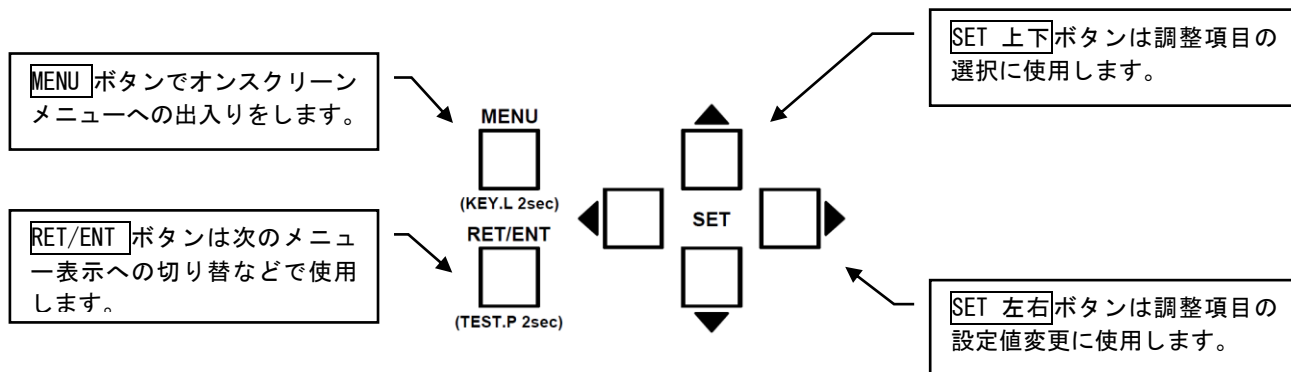 MENU ボタンでオンスクリーン
メニューへの出入りをします。
RET/ENT ボタンは次のメニュ
ー表示への切り替などで使用
します。
MENU
(KEY.L 2sec)
RET/ENT
(TEST.P 2sec)
SET
SET 上下ボタンは調整項目の
選択に使用します。
SET 左右ボタンは調整項目の
設定値変更に使用します。